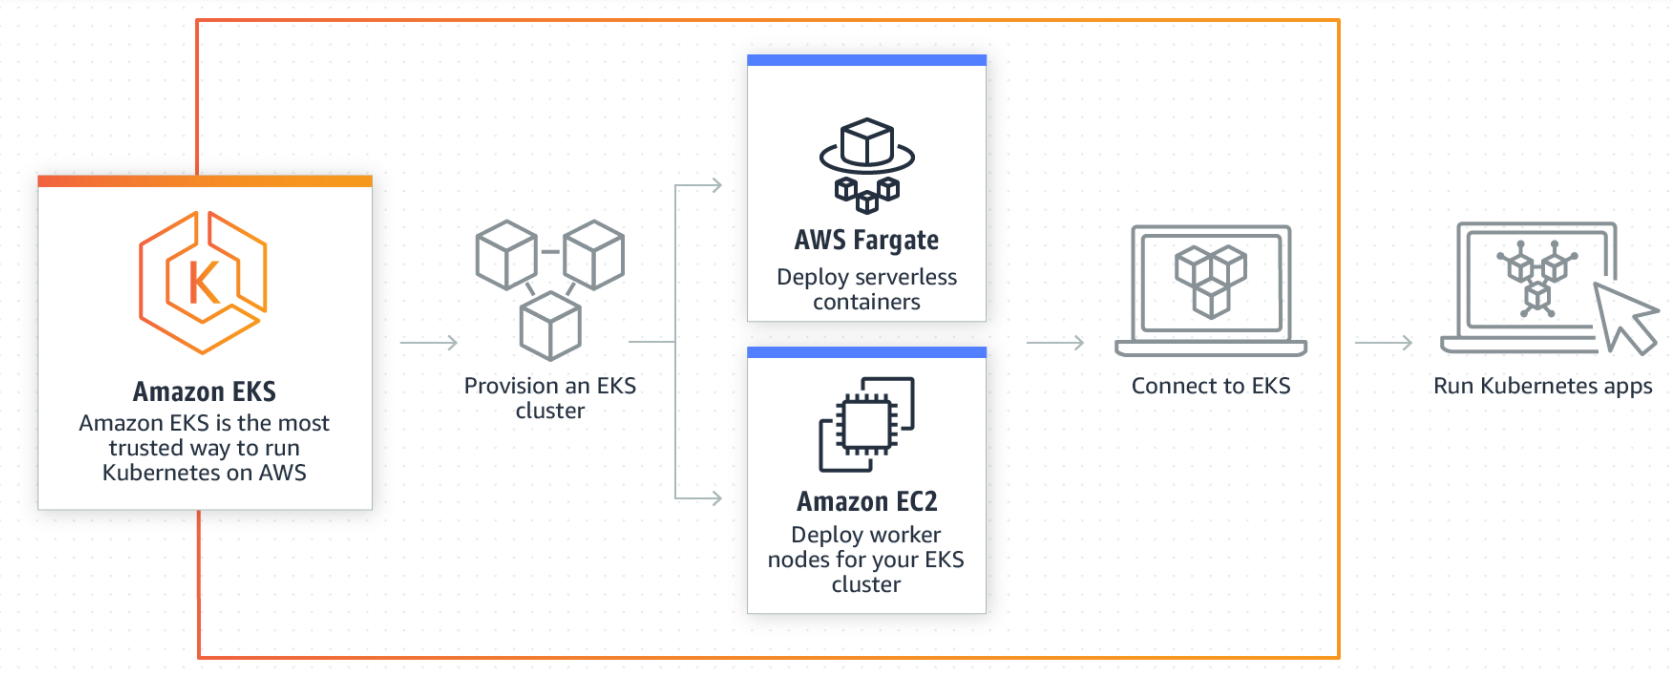 K
Amazon EKS
Amazon EKS is the most
trusted way to run
Kubernetes on AWS
Provision an EKS
cluster
AWS Fargate
Deploy serverless
containers
Amazon EC2
Deploy worker
nodes for your EKS
cluster
Connect to EKS
Run Kubernetes apps